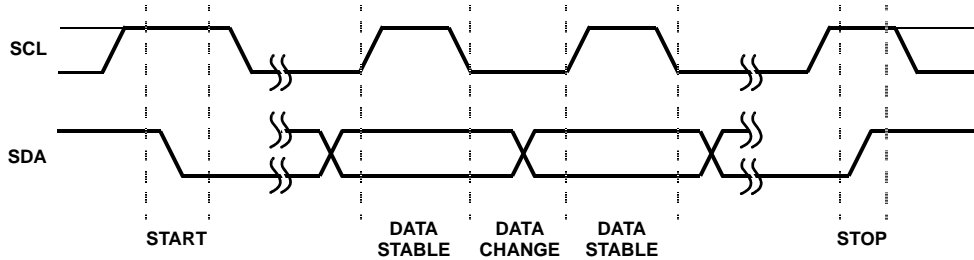 SCL
SDA
START
DATA
STABLE
DATA
CHANGE
DATA
STABLE
STOP